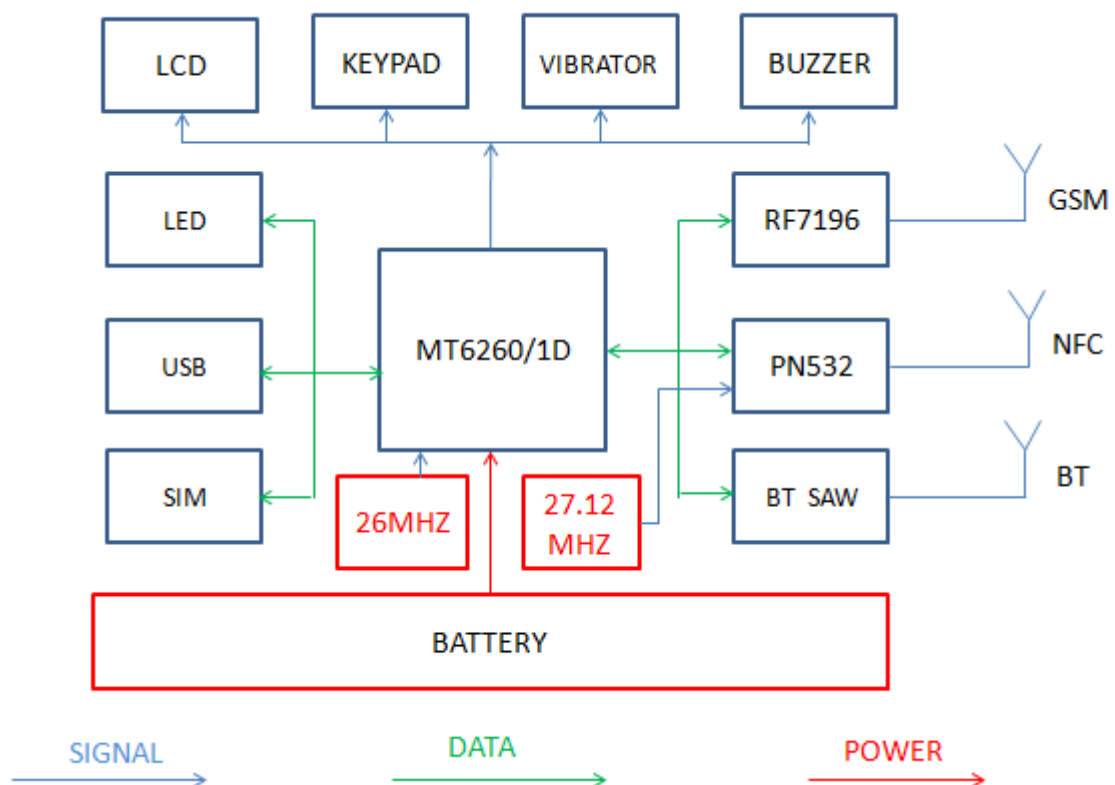 LCD
KEYPAD
VIBRATOR
BUZZER
LED
RF7196
GSM
USB
MT6260/1D
PN532
NFC
SIM
26MHZ
27.12
MHZ
BT SAW
BT
BATTERY
SIGNAL
DATA
POWER